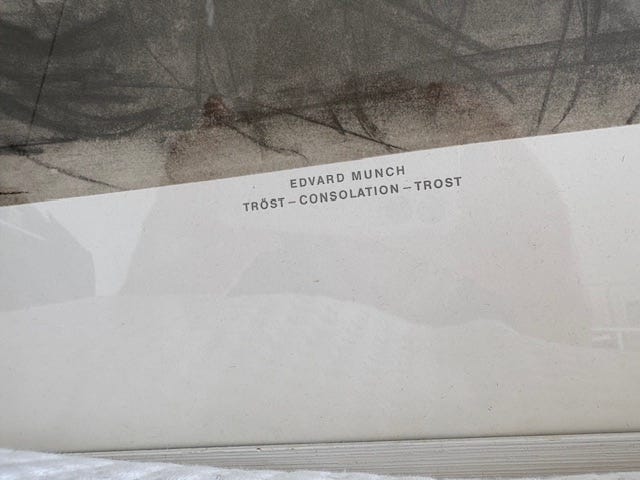 EDVARD MUNCH
TRÖST – CONSOLATION – TROST